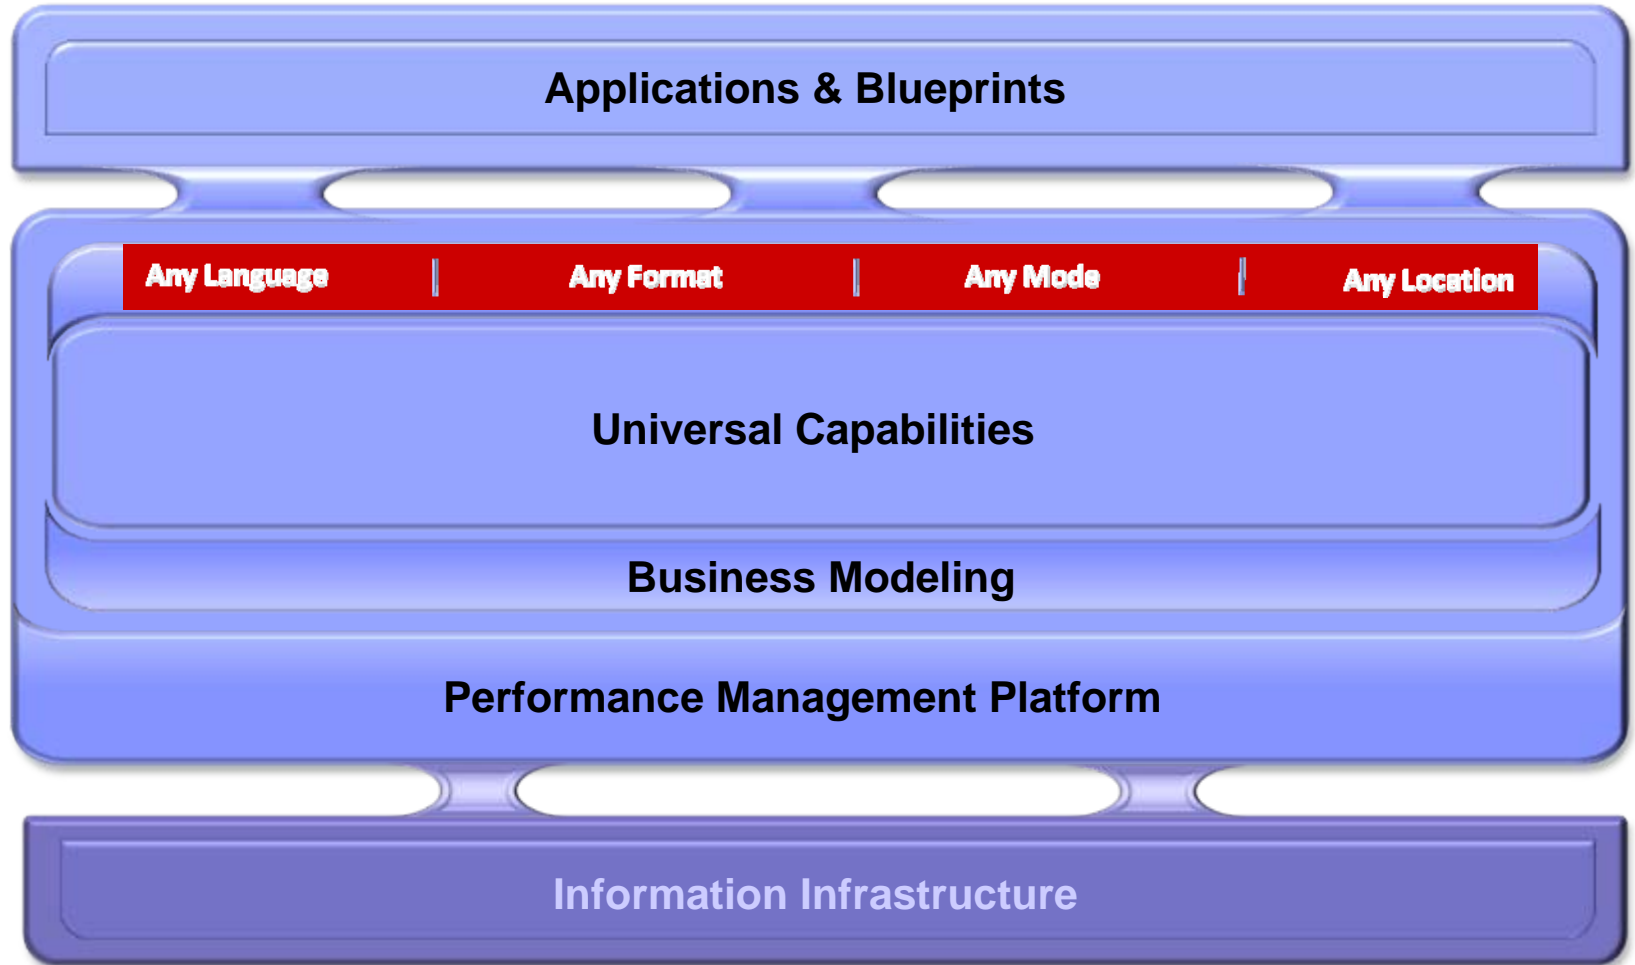 Applications & Blueprints
Any Language | Any Format | Any Mode | Any Location
Universal Capabilities
Business Modeling
Performance Management Platform
Information Infrastructure